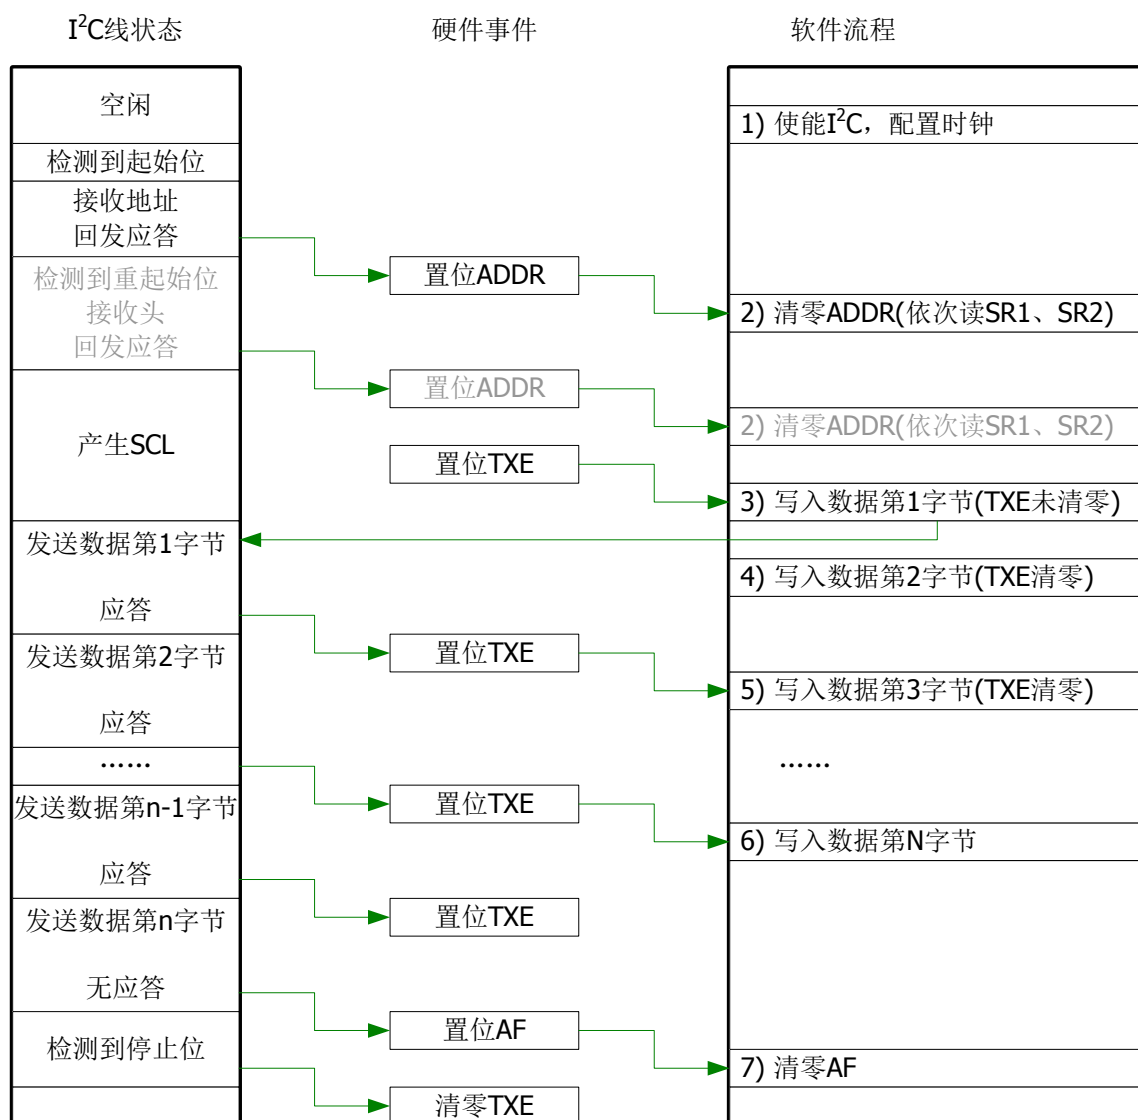 I²C线状态
硬件事件
软件流程
空闲
1) 使能I²C，配置时钟
检测到起始位
接收地址
回发应答
置位ADDR
检测到重起始位
接收头
回发应答
2) 清零ADDR(依次读SR1、SR2)
置位ADDR
2) 清零ADDR(依次读SR1、SR2)
产生SCL
置位TXE
3) 写入数据第1字节(TXE未清零)
发送数据第1字节
4) 写入数据第2字节(TXE清零)
应答
置位TXE
发送数据第2字节
5) 写入数据第3字节(TXE清零)
应答
……
……
置位TXE
发送数据第n-1字节
6) 写入数据第N字节
应答
置位TXE
发送数据第n字节
无应答
置位AF
检测到停止位
7) 清零AF
清零TXE